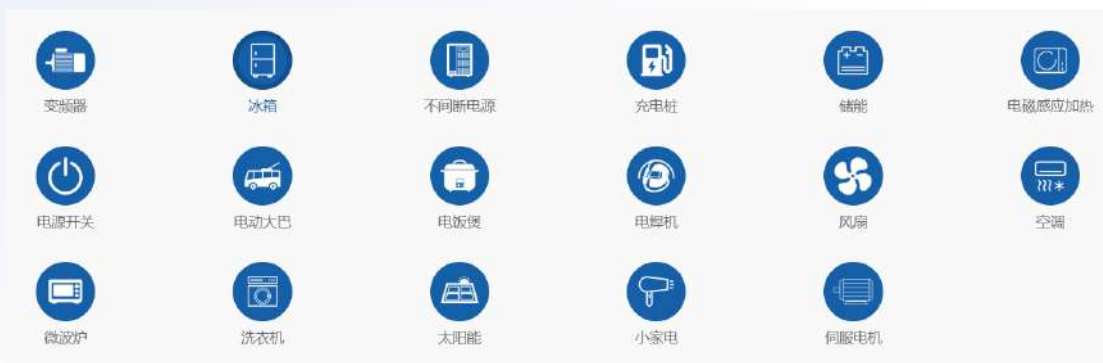 变频器 冰箱 不间断电源 充电桩 储能 电磁感应加热
电源开关 电动大巴 电饭煲 电焊机 风扇 空调
微波炉 洗衣机 太阳能 小家电 伺服电机